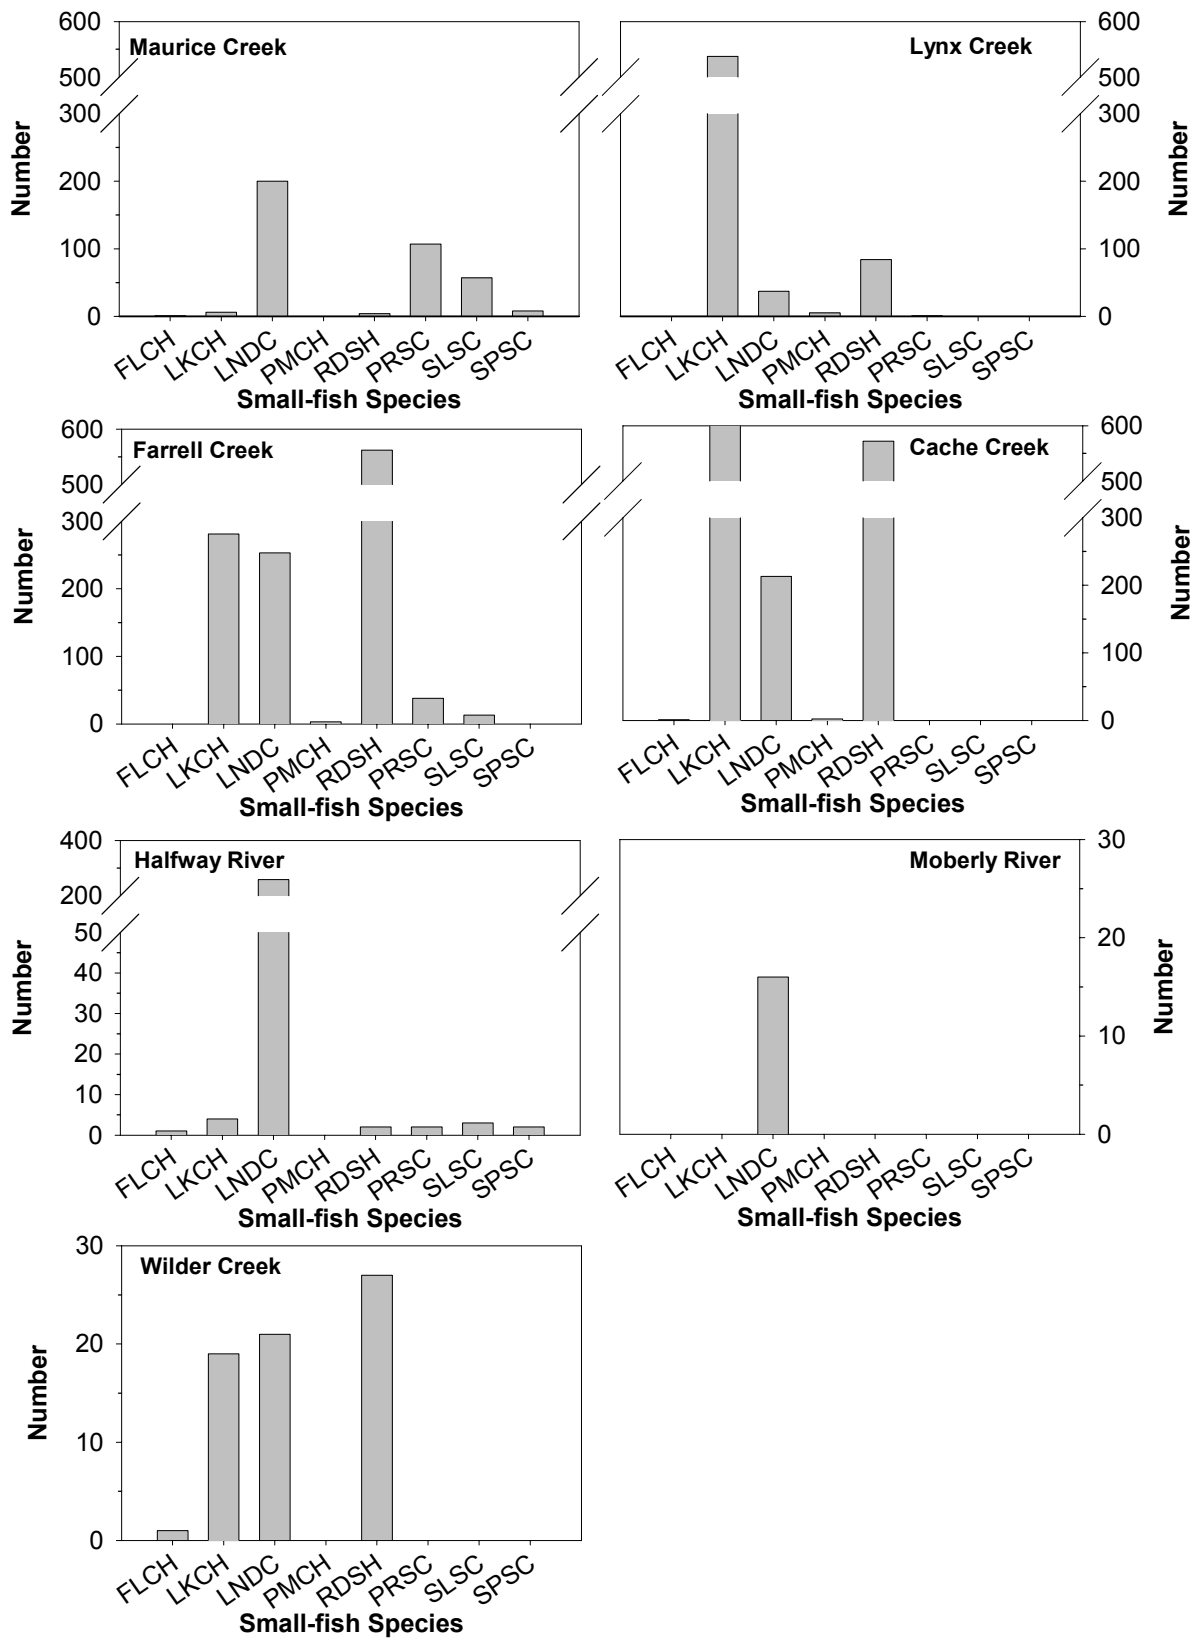 Maurice Creek
600
500
300
200
100
0
Number
FLCH LKCH LNDC PMCH RDSH PRSC SLSC SPSC
Small-fish Species
Lynx Creek
600
500
300
200
100
0
Number
FLCH LKCH LNDC PMCH RDSH PRSC SLSC SPSC
Small-fish Species
Farrell Creek
600
500
300
200
100
0
Number
FLCH LKCH LNDC PMCH RDSH PRSC SLSC SPSC
Small-fish Species
Cache Creek
600
500
300
200
100
0
Number
FLCH LKCH LNDC PMCH RDSH PRSC SLSC SPSC
Small-fish Species
Halfway River
400
200
50
40
30
20
10
0
Number
FLCH LKCH LNDC PMCH RDSH PRSC SLSC SPSC
Small-fish Species
Moberly River
30
20
10
0
Number
FLCH LKCH LNDC PMCH RDSH PRSC SLSC SPSC
Small-fish Species
Wilder Creek
30
20
10
0
Number
FLCH LKCH LNDC PMCH RDSH PRSC SLSC SPSC
Small-fish Species